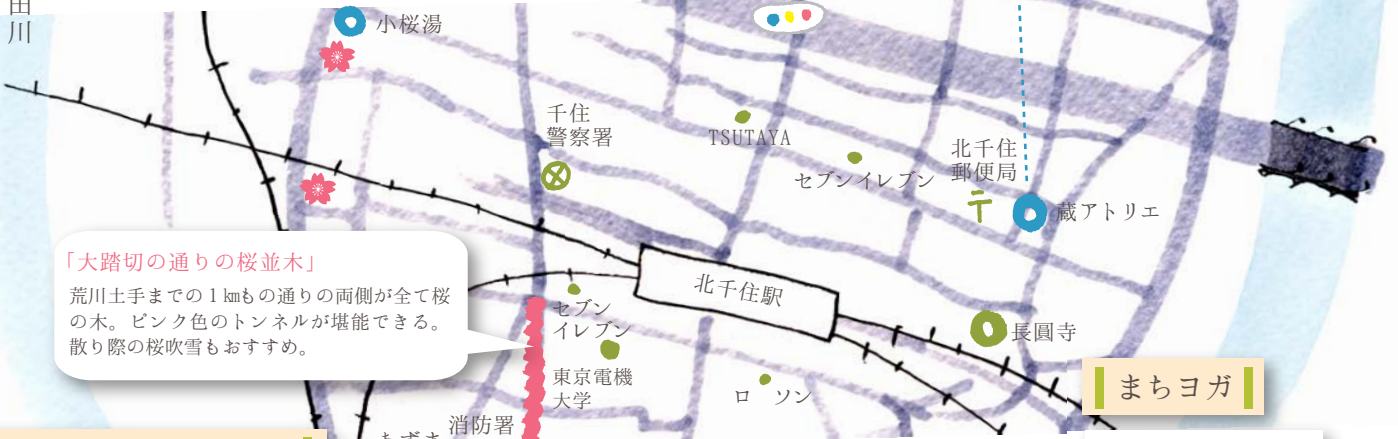 田
川
小桜湯
千住
警察署
TSUTAYA
セブンイレブン
北千住
郵便局
蔵アトリエ
「大踏切の通りの桜並木」
荒川土手までの1㎞もの通りの両側が全て桜
の木。ピンク色のトンネルが堪能できる。
散り際の桜吹雪もおすすめ。
北千住駅
セブン
イレブン
長圓寺
東京電機
大学
ローソン
まちヨガ
消防署